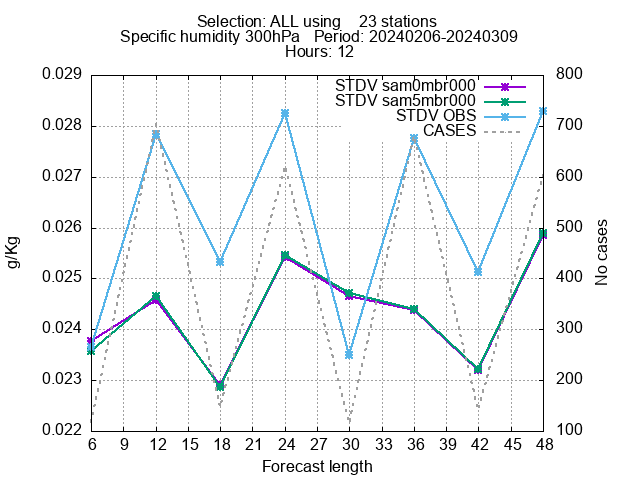 Selection: ALL using    23 stations
Specific humidity 300hPa   Period: 20240206-20240309
Hours: 12
STDV sam0mbr000
STDV sam5mbr000
STDV OBS
CASES
0.029
0.028
0.027
0.026
0.025
0.024
0.023
0.022
g/Kg
800
700
600
500
400
300
200
100
No cases
6 9 12 15 18 21 24 27 30 33 36 39 42 45 48
Forecast length